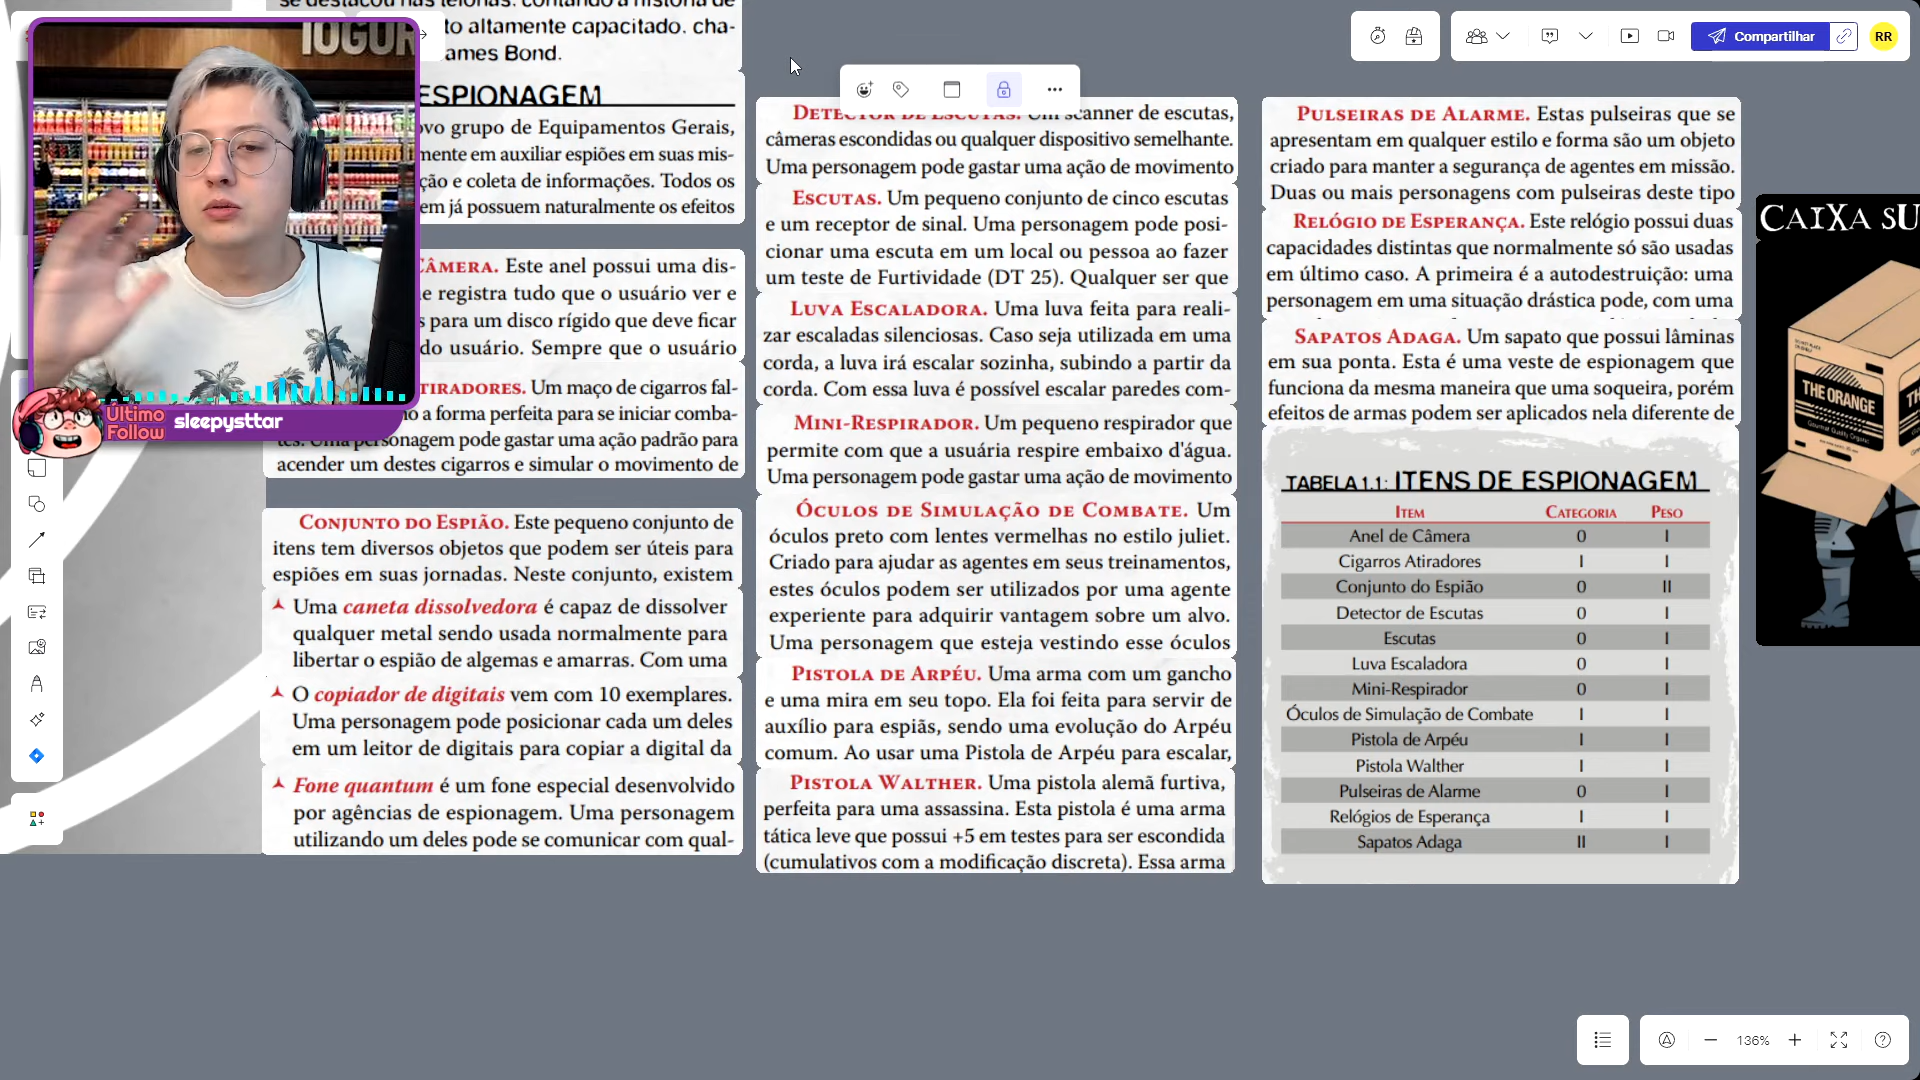 se destacou nas telonas, contando a história de
to altamente capacitado, cha-
ames Bond.
ESPIONAGEM
ovo grupo de Equipamentos Gerais,
mente em auxiliar espiões em suas mis-
ção e coleta de informações. Todos os
em já possuem naturalmente os efeitos
CÂMERA. Este anel possui uma dis-
e registra tudo que o usuário ver e
s para um disco rígido que deve ficar
do usuário. Sempre que o usuário
TIRADORES. Um maço de cigarros fal-
o a forma perfeita para se iniciar comba-
tes. Uma personagem pode gastar uma ação padrão para
acender um destes cigarros e simular o movimento de
IOGUR
Ultimo
Follow
sleepysttar
CONJUNTO DO ESPIÃO. Este pequeno conjunto de
itens tem diversos objetos que podem ser úteis para
espiões em suas jornadas. Neste conjunto, existem
Uma caneta dissolvedora é capaz de dissolver
qualquer metal sendo usada normalmente para
libertar o espião de algemas e amarras. Com uma
O copiador de digitais vem com 10 exemplares.
Uma personagem pode posicionar cada um deles
em um leitor de digitais para copiar a digital da
Fone quantum é um fone especial desenvolvido
por agências de espionagem. Uma personagem
utilizando um deles pode se comunicar com qual-
DETECTOR DE ESCUTAS. Um scanner de escutas,
câmeras escondidas ou qualquer dispositivo semelhante.
Uma personagem pode gastar uma ação de movimento
ESCUTAS. Um pequeno conjunto de cinco escutas
e um receptor de sinal. Uma personagem pode posi-
cionar uma escuta em um local ou pessoa ao fazer
um teste de Furtividade (DT 25). Qualquer ser que
LUVA ESCALADORA. Uma luva feita para reali-
zar escaladas silenciosas. Caso seja utilizada em uma
corda, a luva irá escalar sozinha, subindo a partir da
corda. Com essa luva é possível escalar paredes com-
MINI-RESPIRADOR. Um pequeno respirador que
permite com que a usuária respire embaixo d'água.
Uma personagem pode gastar uma ação de movimento
ÓCULOS DE SIMULAÇÃO DE COMBATE. Um
óculos preto com lentes vermelhas no estilo juliet.
Criado para ajudar as agentes em seus treinamentos,
estes óculos podem ser utilizados por uma agente
experiente para adquirir vantagem sobre um alvo.
Uma personagem que esteja vestindo esse óculos
PISTOLA DE ARPÉU. Uma arma com um gancho
e uma mira em seu topo. Ela foi feita para servir de
auxílio para espiãs, sendo uma evolução do Arpéu
comum. Ao usar uma Pistola de Arpéu para escalar,
PISTOLA WALTHER. Uma pistola alemã furtiva,
perfeita para uma assassina. Esta pistola é uma arma
tática leve que possui +5 em testes para ser escondida
(cumulativos com a modificação discreta). Essa arma
Compartilhar
RR
PULSEIRAS DE ALARME. Estas pulseiras que se
apresentam em qualquer estilo e forma são um objeto
criado para manter a segurança de agentes em missão.
Duas ou mais personagens com pulseiras deste tipo
RELÓGIO DE ESPERANÇA. Este relógio possui duas
capacidades distintas que normalmente só são usadas
em último caso. A primeira é a autodestruição: uma
personagem em uma situação drástica pode, com uma
SAPATOS ADAGA. Um sapato que possui lâminas
em sua ponta. Esta é uma veste de espionagem que
funciona da mesma maneira que uma soqueira, porém
efeitos de armas podem ser aplicados nela diferente de
TABELA 1.1: ITENS DE ESPIONAGEM
ITEM CATEGORIA PESO
Anel de Câmera 0 I
Cigarros Atiradores I I
Conjunto do Espião 0 II
Detector de Escutas 0 I
Escutas 0 I
Luva Escaladora 0 I
Mini-Respirador 0 I
Óculos de Simulação de Combate I I
Pistola de Arpéu I I
Pistola Walther I I
Pulseiras de Alarme 0 I
Relógios de Esperança I I
Sapatos Adaga II I
CAIXA SU
THE ORANGE
136%